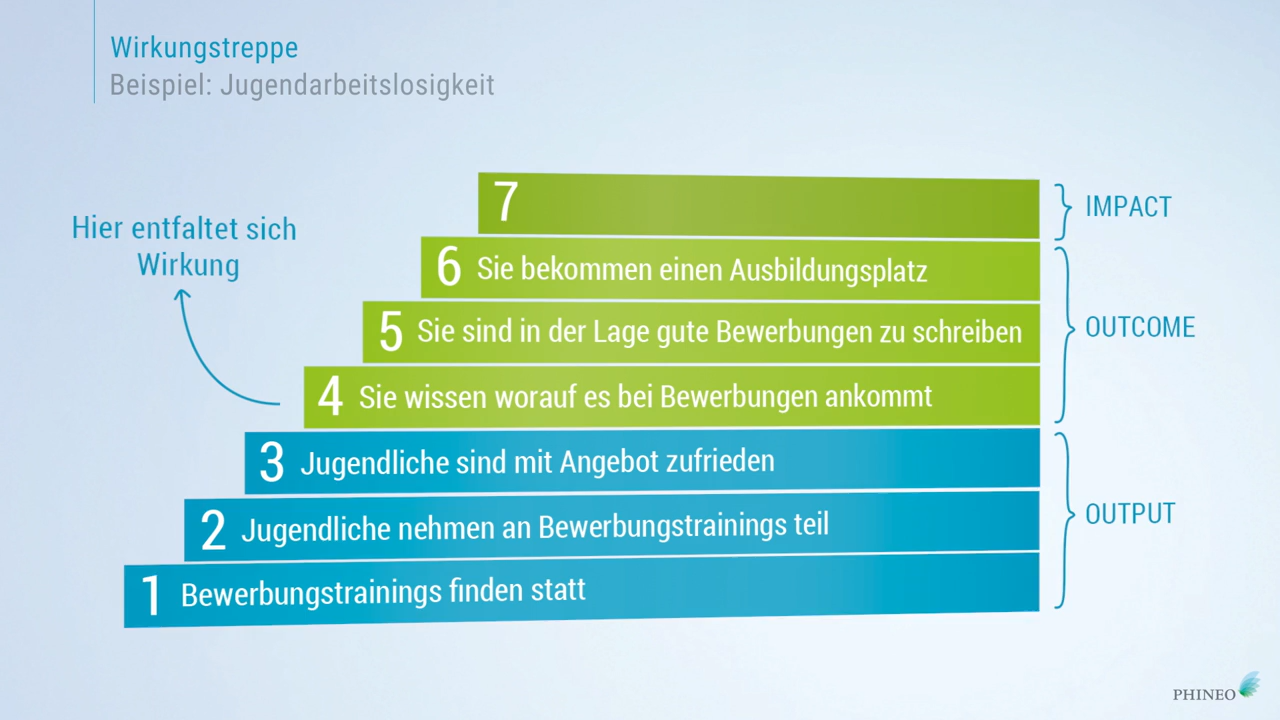 Wirkungstreppe
Beispiel: Jugendarbeitslosigkeit
Hier entfaltet sich
Wirkung
7
IMPACT
6 Sie bekommen einen Ausbildungsplatz
5 Sie sind in der Lage gute Bewerbungen zu schreiben
OUTCOME
4 Sie wissen worauf es bei Bewerbungen ankommt
3 Jugendliche sind mit Angebot zufrieden
2 Jugendliche nehmen an Bewerbungstrainings teil
OUTPUT
1 Bewerbungstrainings finden statt
PHINEO